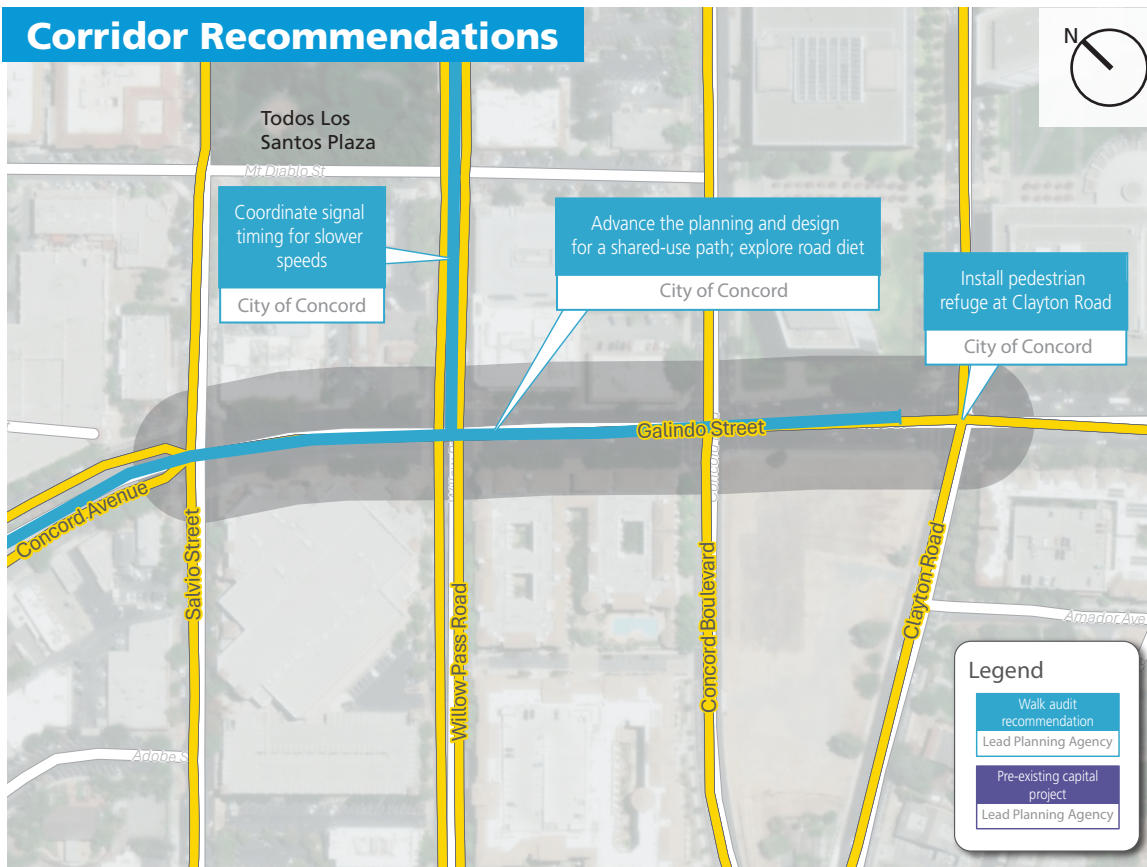 Corridor Recommendations
N
Todos Los
Santos Plaza
Mt Diablo St
Coordinate signal
timing for slower
speeds
City of Concord
Advance the planning and design
for a shared-use path; explore road diet
City of Concord
Install pedestrian
refuge at Clayton Road
City of Concord
Galindo Street
Concord Avenue
Salvio Street
Willow Pass Road
Concord Boulevard
Clayton Road
Amador Ave
Adobe S
Legend
Walk audit
recommendation
Lead Planning Agency
Pre-existing capital
project
Lead Planning Agency